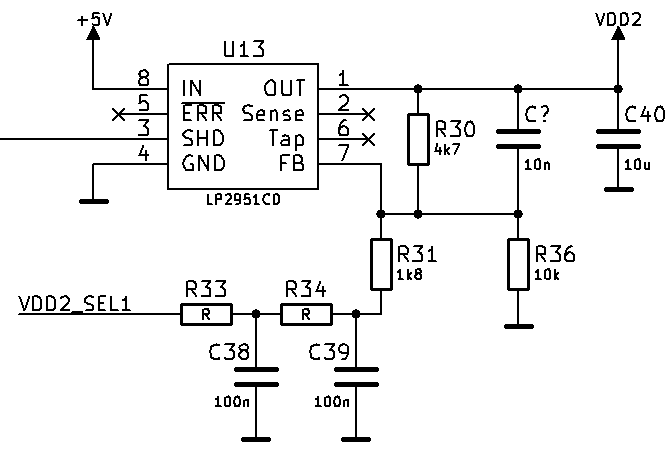 +5V
VDD2
U13
8 IN OUT 1
5 ERR Sense 2
3 SHD Tap 6
4 GND FB 7
LP2951CD
R30
4k7
C?
10n
C40
10u
R31
1k8
R36
10k
VDD2_SEL1
R33
R
R34
R
C38
100n
C39
100n